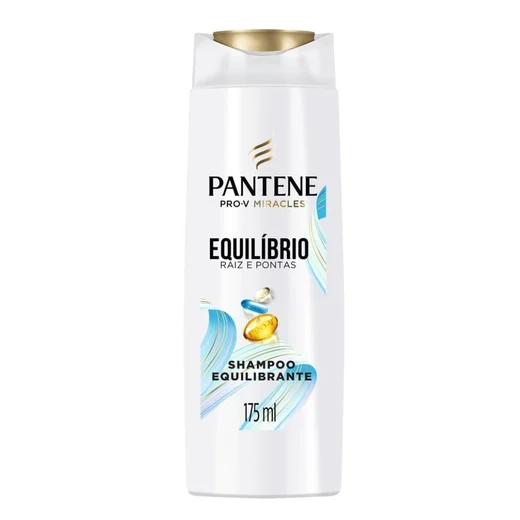 PANTENE
PRO-V MIRACLES
EQUILÍBRIO
RAIZ E PONTAS
SHAMPOO
EQUILIBRANTE
175 ml